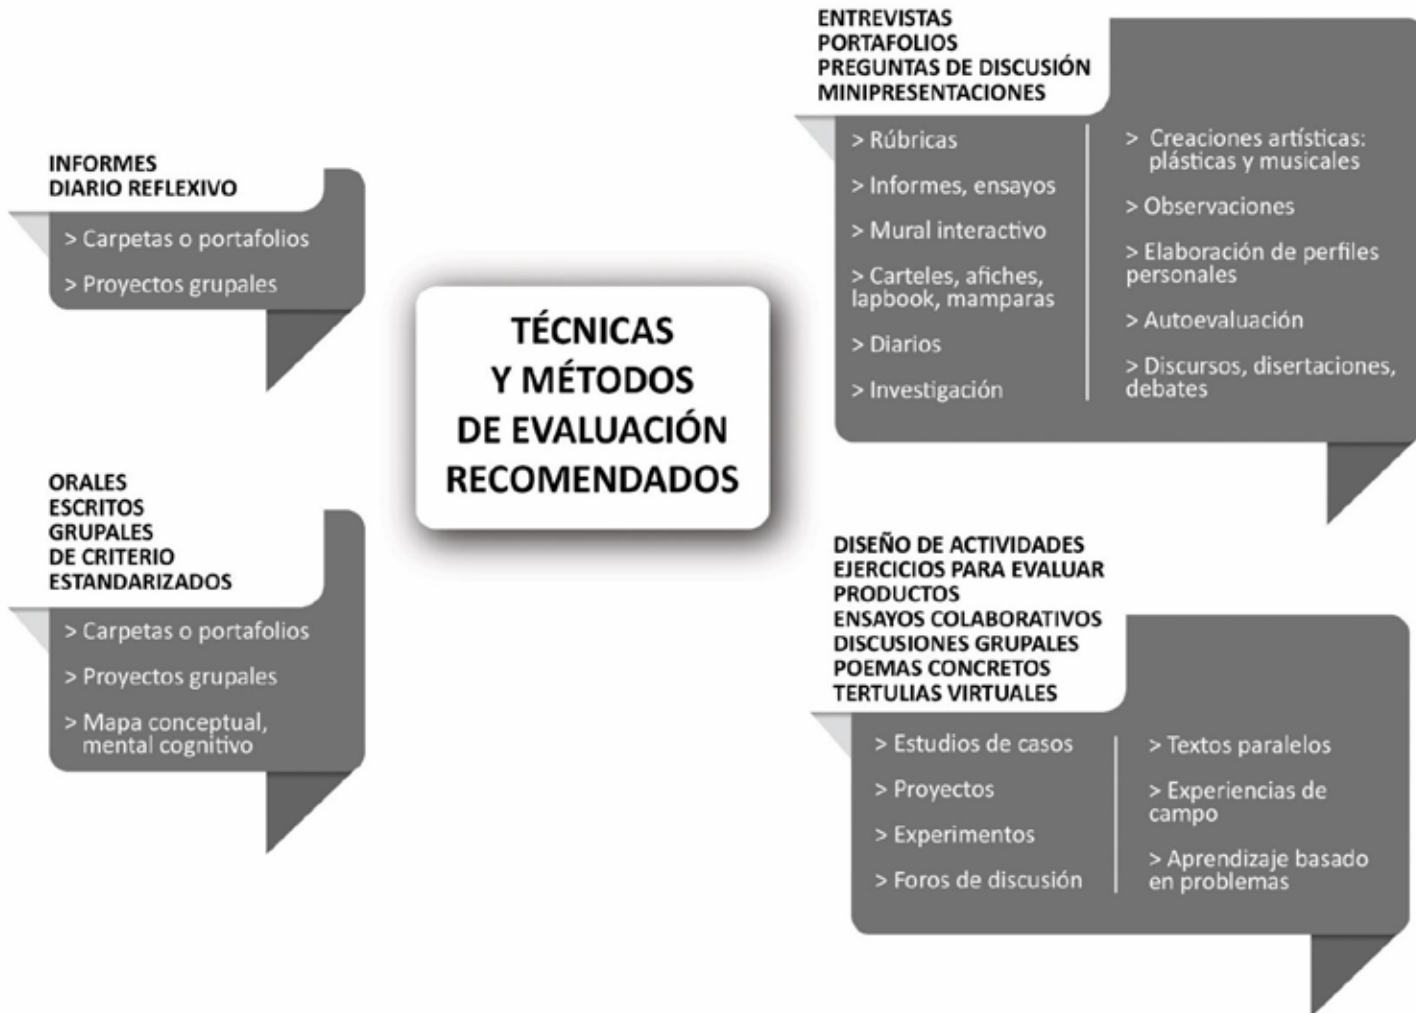 INFORMES
DIARIO REFLEXIVO
> Carpetas o portafolios
> Proyectos grupales
ORALES
ESCRITOS
GRUPALES
DE CRITERIO
ESTANDARIZADOS
> Carpetas o portafolios
> Proyectos grupales
> Mapa conceptual,
mental cognitivo
TÉCNICAS
Y MÉTODOS
DE EVALUACIÓN
RECOMENDADOS
ENTREVISTAS
PORTAFOLIOS
PREGUNTAS DE DISCUSIÓN
MINIPRESENTACIONES
> Rúbricas
> Informes, ensayos
> Mural interactivo
> Carteles, afiches,
lapbook, mamparas
> Diarios
> Investigación
> Creaciones artísticas:
plásticas y musicales
> Observaciones
> Elaboración de perfiles
personales
> Autoevaluación
> Discursos, disertaciones,
debates
DISEÑO DE ACTIVIDADES
EJERCICIOS PARA EVALUAR
PRODUCTOS
ENSAYOS COLABORATIVOS
DISCUSIONES GRUPALES
POEMAS CONCRETOS
TERTULIAS VIRTUALES
> Estudios de casos
> Proyectos
> Experimentos
> Foros de discusión
> Textos paralelos
> Experiencias de
campo
> Aprendizaje basado
en problemas